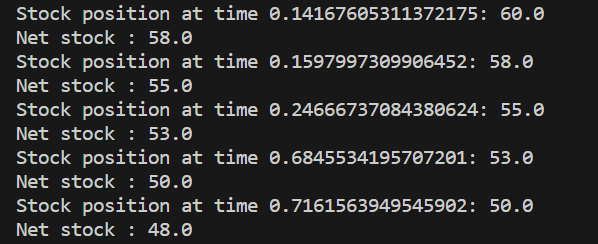 Stock position at time 0.14167605311372175: 60.0
Net stock : 58.0
Stock position at time 0.1597997309906452: 58.0
Net stock : 55.0
Stock position at time 0.24666737084380624: 55.0
Net stock : 53.0
Stock position at time 0.6845534195707201: 53.0
Net stock : 50.0
Stock position at time 0.7161563949545902: 50.0
Net stock : 48.0